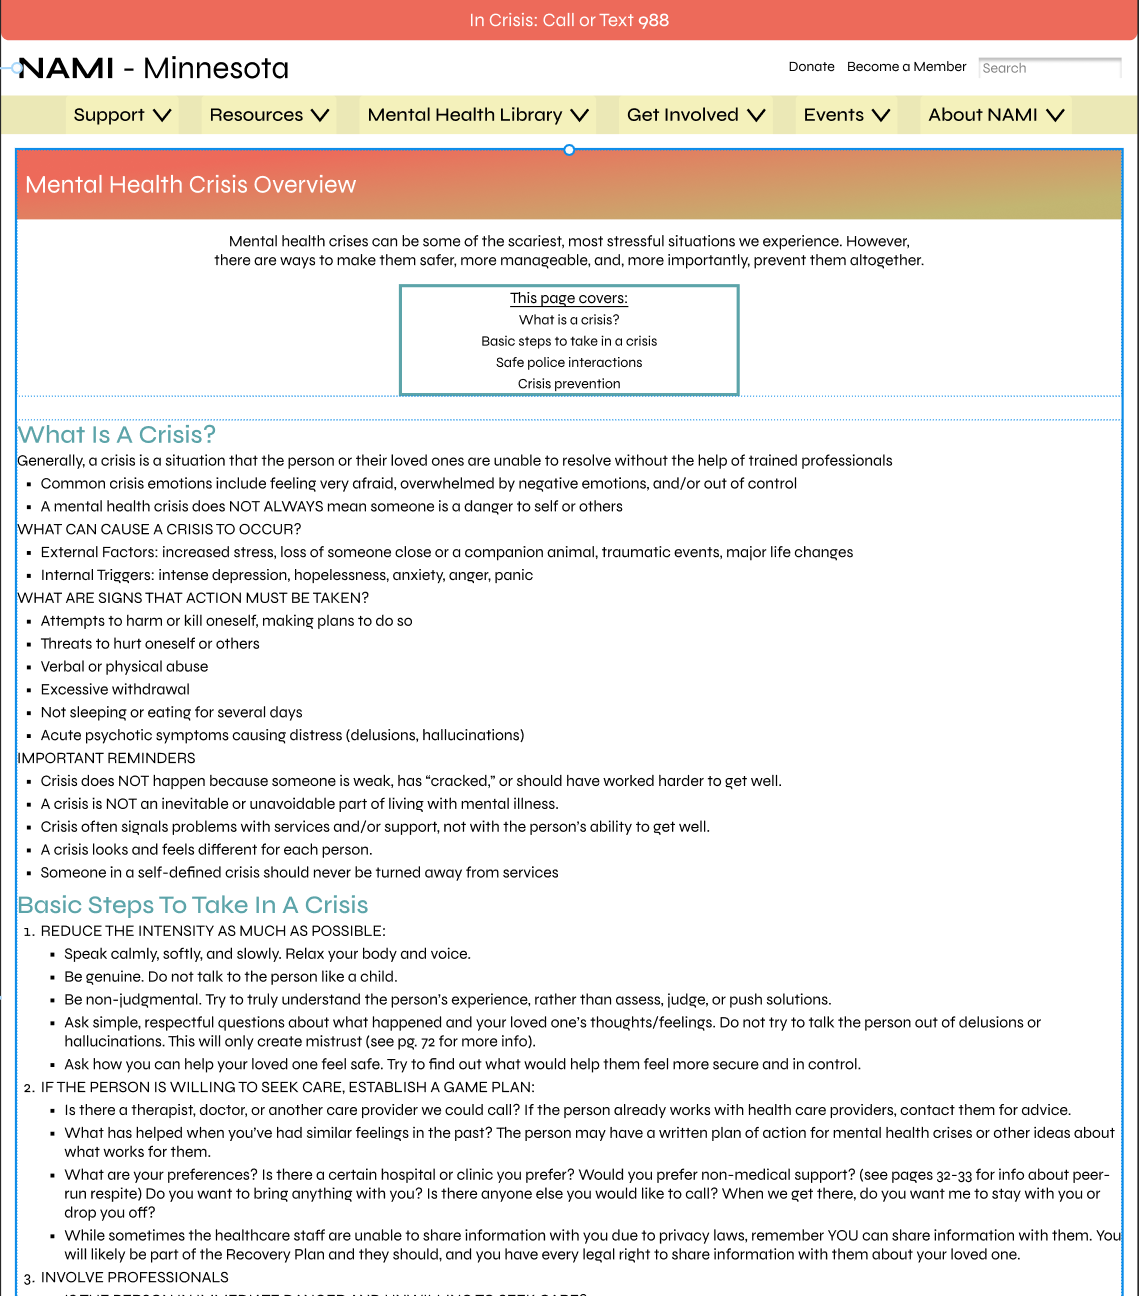 In Crisis: Call or Text 988
NAMI - Minnesota
Donate Become a Member Search
Support Resources Mental Health Library Get Involved Events About NAMI
Mental Health Crisis Overview
Mental health crises can be some of the scariest, most stressful situations we experience. However,
there are ways to make them safer, more manageable, and, more importantly, prevent them altogether.
This page covers:
What is a crisis?
Basic steps to take in a crisis
Safe police interactions
Crisis prevention
What Is A Crisis?
Generally, a crisis is a situation that the person or their loved ones are unable to resolve without the help of trained professionals
▪ Common crisis emotions include feeling very afraid, overwhelmed by negative emotions, and/or out of control
▪ A mental health crisis does NOT ALWAYS mean someone is a danger to self or others
WHAT CAN CAUSE A CRISIS TO OCCUR?
▪ External Factors: increased stress, loss of someone close or a companion animal, traumatic events, major life changes
▪ Internal Triggers: intense depression, hopelessness, anxiety, anger, panic
WHAT ARE SIGNS THAT ACTION MUST BE TAKEN?
▪ Attempts to harm or kill oneself, making plans to do so
▪ Threats to hurt oneself or others
▪ Verbal or physical abuse
▪ Excessive withdrawal
▪ Not sleeping or eating for several days
▪ Acute psychotic symptoms causing distress (delusions, hallucinations)
IMPORTANT REMINDERS
▪ Crisis does NOT happen because someone is weak, has “cracked,” or should have worked harder to get well.
▪ A crisis is NOT an inevitable or unavoidable part of living with mental illness.
▪ Crisis often signals problems with services and/or support, not with the person’s ability to get well.
▪ A crisis looks and feels different for each person.
▪ Someone in a self-defined crisis should never be turned away from services
Basic Steps To Take In A Crisis
1. REDUCE THE INTENSITY AS MUCH AS POSSIBLE:
▪ Speak calmly, softly, and slowly. Relax your body and voice.
▪ Be genuine. Do not talk to the person like a child.
▪ Be non-judgmental. Try to truly understand the person’s experience, rather than assess, judge, or push solutions.
▪ Ask simple, respectful questions about what happened and your loved one’s thoughts/feelings. Do not try to talk the person out of delusions or
hallucinations. This will only create mistrust (see pg. 72 for more info).
▪ Ask how you can help your loved one feel safe. Try to find out what would help them feel more secure and in control.
2. IF THE PERSON IS WILLING TO SEEK CARE, ESTABLISH A GAME PLAN:
▪ Is there a therapist, doctor, or another care provider we could call? If the person already works with health care providers, contact them for advice.
▪ What has helped when you’ve had similar feelings in the past? The person may have a written plan of action for mental health crises or other ideas about
what works for them.
▪ What are your preferences? Is there a certain hospital or clinic you prefer? Would you prefer non-medical support? (see pages 32-33 for info about peer-
run respite) Do you want to bring anything with you? Is there anyone else you would like to call? When we get there, do you want me to stay with you or
drop you off?
▪ While sometimes the healthcare staff are unable to share information with you due to privacy laws, remember YOU can share information with them. You
will likely be part of the Recovery Plan and they should, and you have every legal right to share information with them about your loved one.
3. INVOLVE PROFESSIONALS